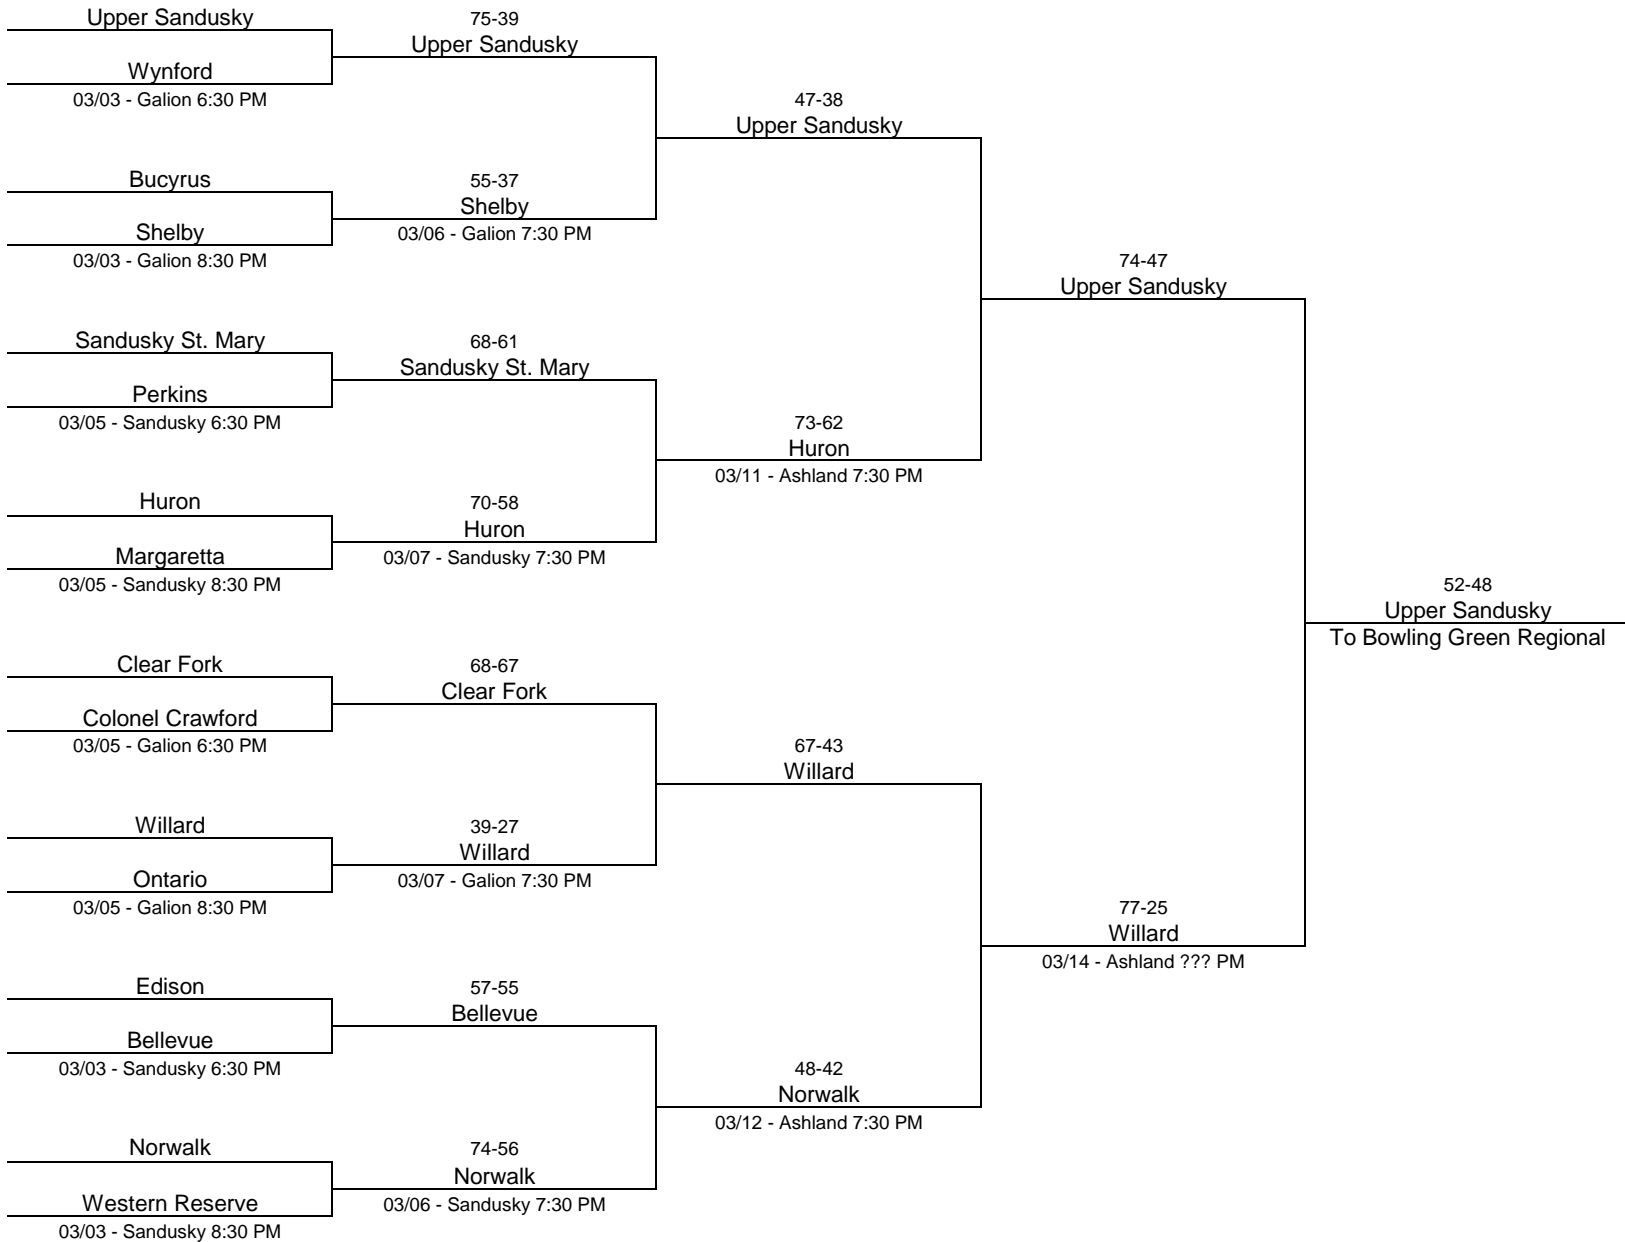 Upper Sandusky
Wynford
03/03 - Galion 6:30 PM
Bucyrus
Shelby
03/03 - Galion 8:30 PM
Sandusky St. Mary
Perkins
03/05 - Sandusky 6:30 PM
Huron
Margaretta
03/05 - Sandusky 8:30 PM
Clear Fork
Colonel Crawford
03/05 - Galion 6:30 PM
Willard
Ontario
03/05 - Galion 8:30 PM
Edison
Bellevue
03/03 - Sandusky 6:30 PM
Norwalk
Western Reserve
03/03 - Sandusky 8:30 PM
75-39
Upper Sandusky
55-37
Shelby
03/06 - Galion 7:30 PM
68-61
Sandusky St. Mary
70-58
Huron
03/07 - Sandusky 7:30 PM
68-67
Clear Fork
39-27
Willard
03/07 - Galion 7:30 PM
57-55
Bellevue
74-56
Norwalk
03/06 - Sandusky 7:30 PM
47-38
Upper Sandusky
73-62
Huron
03/11 - Ashland 7:30 PM
67-43
Willard
48-42
Norwalk
03/12 - Ashland 7:30 PM
74-47
Upper Sandusky
77-25
Willard
03/14 - Ashland ??? PM
52-48
Upper Sandusky
To Bowling Green Regional